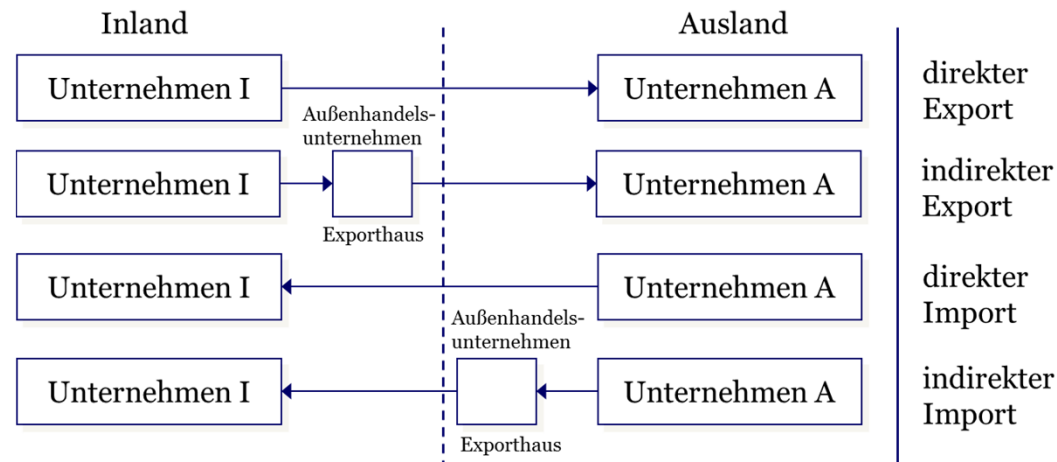 Inland
Ausland
Unternehmen I
Unternehmen A
direkter
Export
Außenhandels-
unternehmen
Unternehmen I
Exporthaus
Unternehmen A
indirekter
Export
Unternehmen I
Unternehmen A
direkter
Import
Außenhandels-
unternehmen
Unternehmen I
Exporthaus
Unternehmen A
indirekter
Import